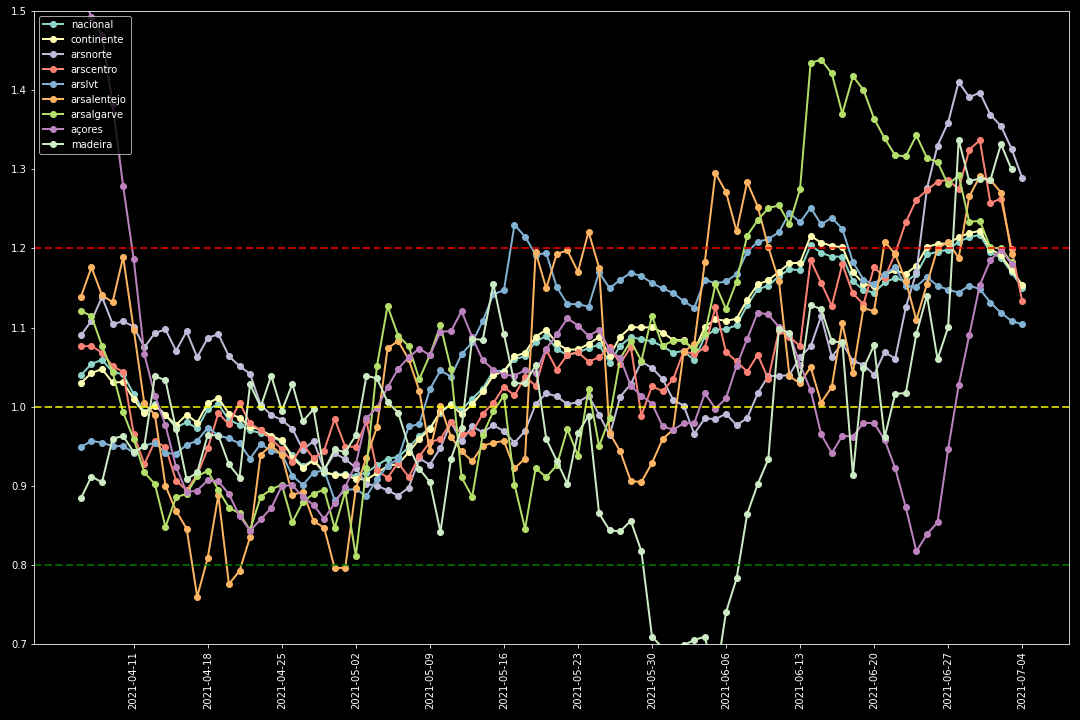 1.5
1.4
1.3
1.2
1.1
1.0
0.9
0.8
0.7
nacional
continente
arsnorte
arscentro
arslvt
arsalentejo
arsalgarve
açores
madeira
2021-04-11
2021-04-18
2021-04-25
2021-05-02
2021-05-09
2021-05-16
2021-05-23
2021-05-30
2021-06-06
2021-06-13
2021-06-20
2021-06-27
2021-07-04